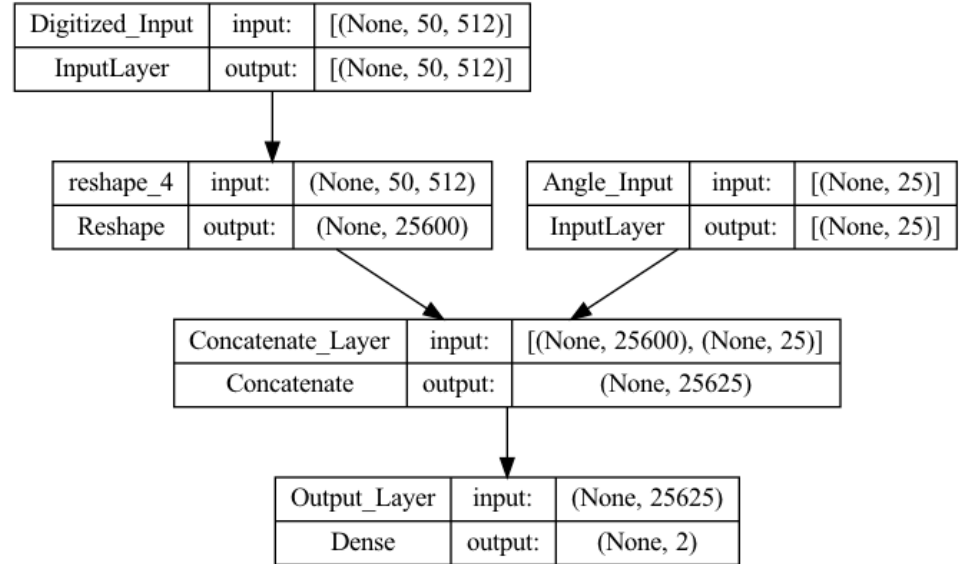 Digitized_Input input: [(None, 50, 512)]
InputLayer output: [(None, 50, 512)]
reshape_4 input: (None, 50, 512)
Reshape output: (None, 25600)
Angle_Input input: [(None, 25)]
InputLayer output: [(None, 25)]
Concatenate_Layer input: [(None, 25600), (None, 25)]
Concatenate output: (None, 25625)
Output_Layer input: (None, 25625)
Dense output: (None, 2)